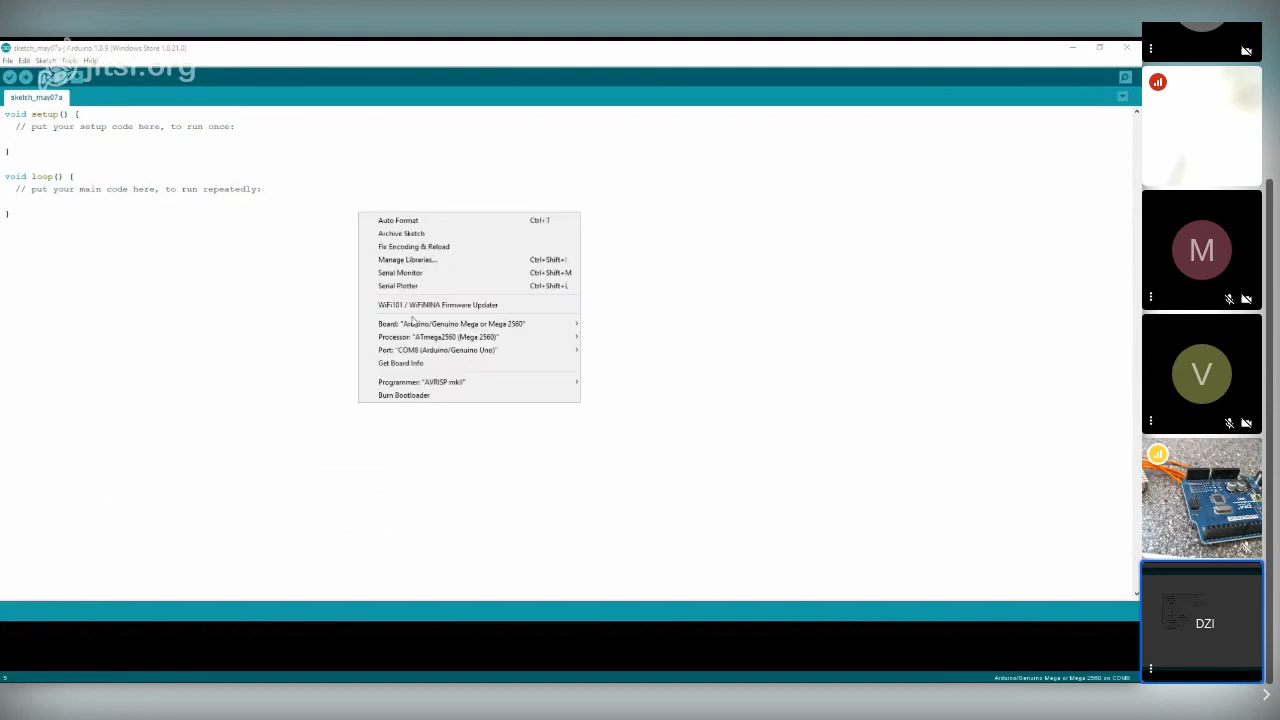 sketch_may07a | Arduino 1.8.9 (Windows Store 1.8.21.0)
File Edit Sketch Tools Help
jitsi.org
sketch_may07a
void setup() {
// put your setup code here, to run once:
}
void loop() {
// put your main code here, to run repeatedly:
}
Auto Format Ctrl+T
Archive Sketch
Fix Encoding & Reload
Manage Libraries... Ctrl+Shift+I
Serial Monitor Ctrl+Shift+M
Serial Plotter Ctrl+Shift+L
WiFi101 / WiFiNINA Firmware Updater
Board: "Arduino/Genuino Mega or Mega 2560"
Processor: "ATmega2560 (Mega 2560)"
Port: "COM8 (Arduino/Genuino Uno)"
Get Board Info
Programmer: "AVRISP mkII"
Burn Bootloader
M
V
DZI
5
Arduino/Genuino Mega or Mega 2560 on COM8